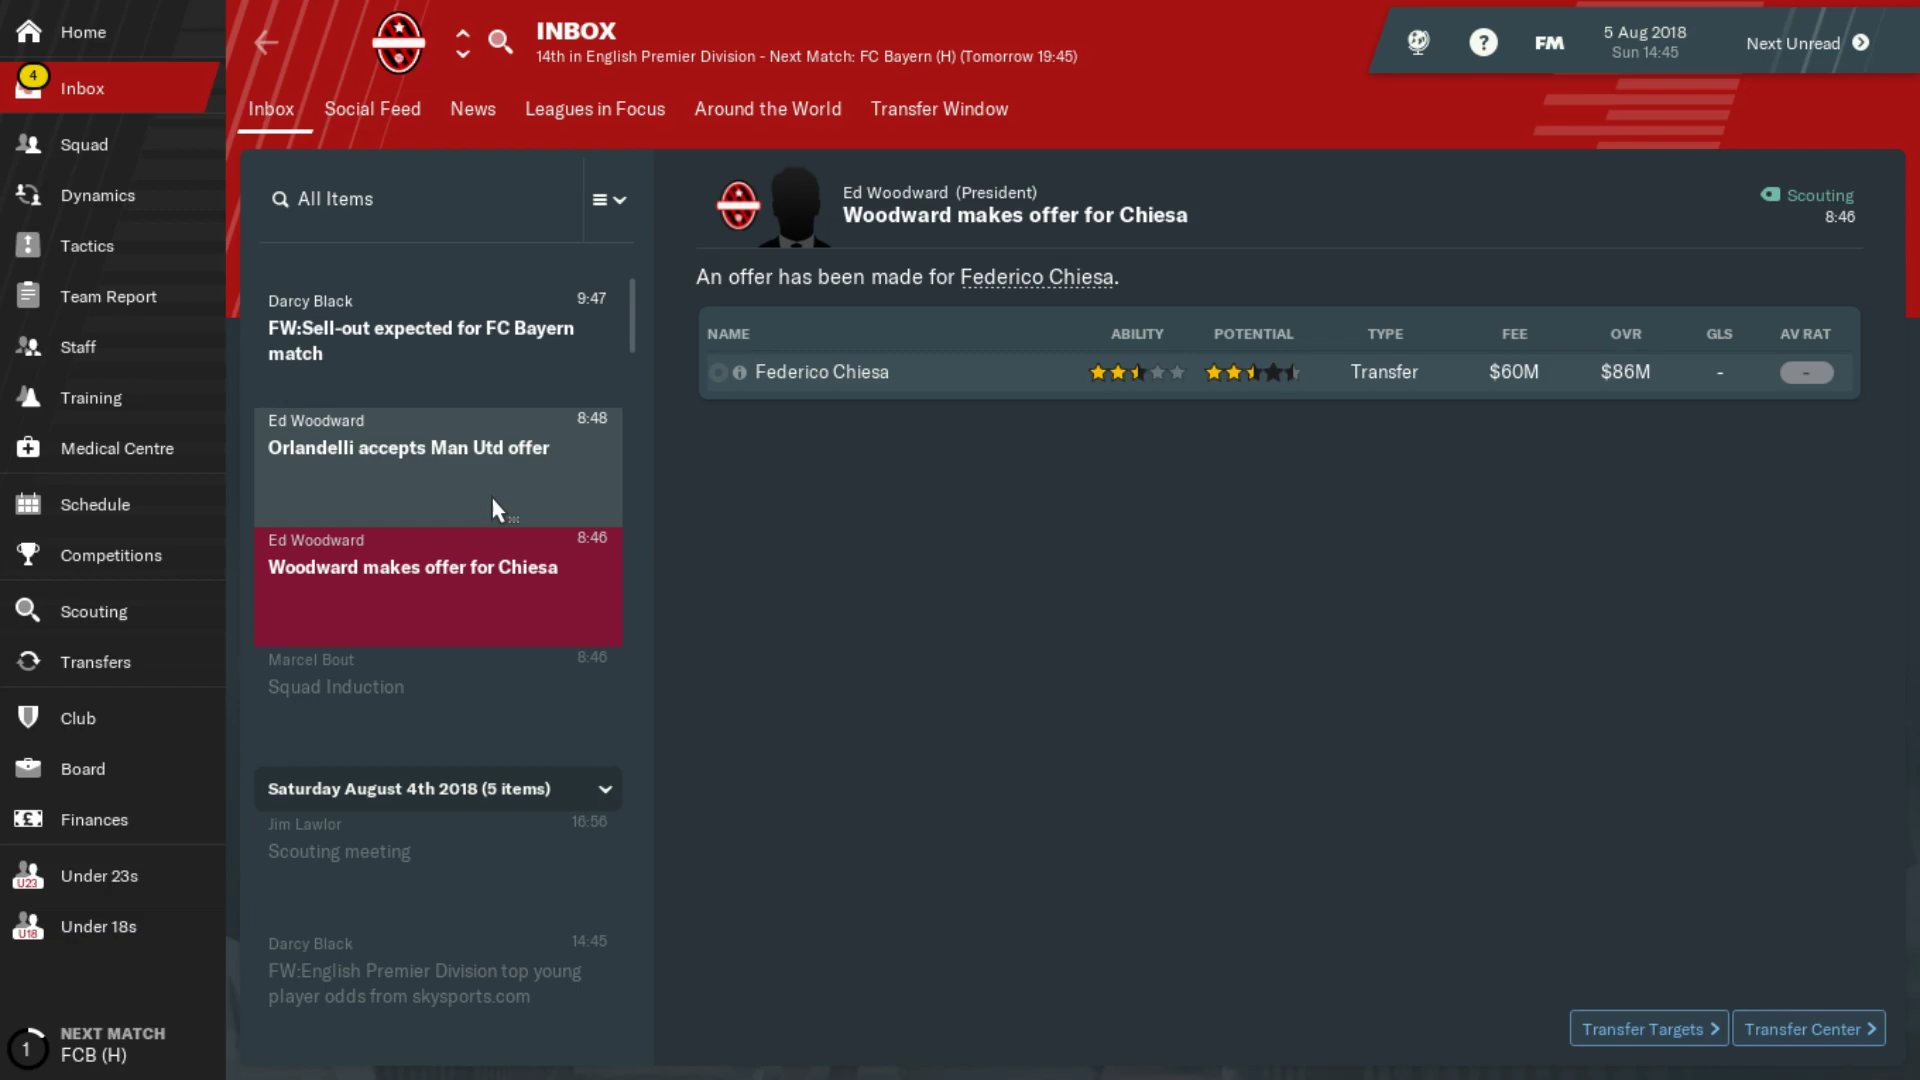 Home
4
Inbox
Squad
Dynamics
Tactics
Team Report
Staff
Training
Medical Centre
Schedule
Competitions
Scouting
Transfers
Club
Board
Finances
U23
Under 23s
U18
Under 18s
1
NEXT MATCH
FCB (H)
INBOX
14th in English Premier Division - Next Match: FC Bayern (H) (Tomorrow 19:45)
?
FM
5 Aug 2018
Sun 14:45
Next Unread
Inbox
Social Feed
News
Leagues in Focus
Around the World
Transfer Window
All Items
Darcy Black
9:47
FW:Sell-out expected for FC Bayern
match
Ed Woodward
8:48
Orlandelli accepts Man Utd offer
Ed Woodward
8:46
Woodward makes offer for Chiesa
Marcel Bout
8:46
Squad Induction
Saturday August 4th 2018 (5 items)
Jim Lawlor
16:56
Scouting meeting
Darcy Black
14:45
FW:English Premier Division top young
player odds from skysports.com
Ed Woodward (President)
Woodward makes offer for Chiesa
Scouting
8:46
An offer has been made for Federico Chiesa.
NAME ABILITY POTENTIAL TYPE FEE OVR GLS AV RAT
Federico Chiesa Transfer $60M $86M - -
Transfer Targets
Transfer Center